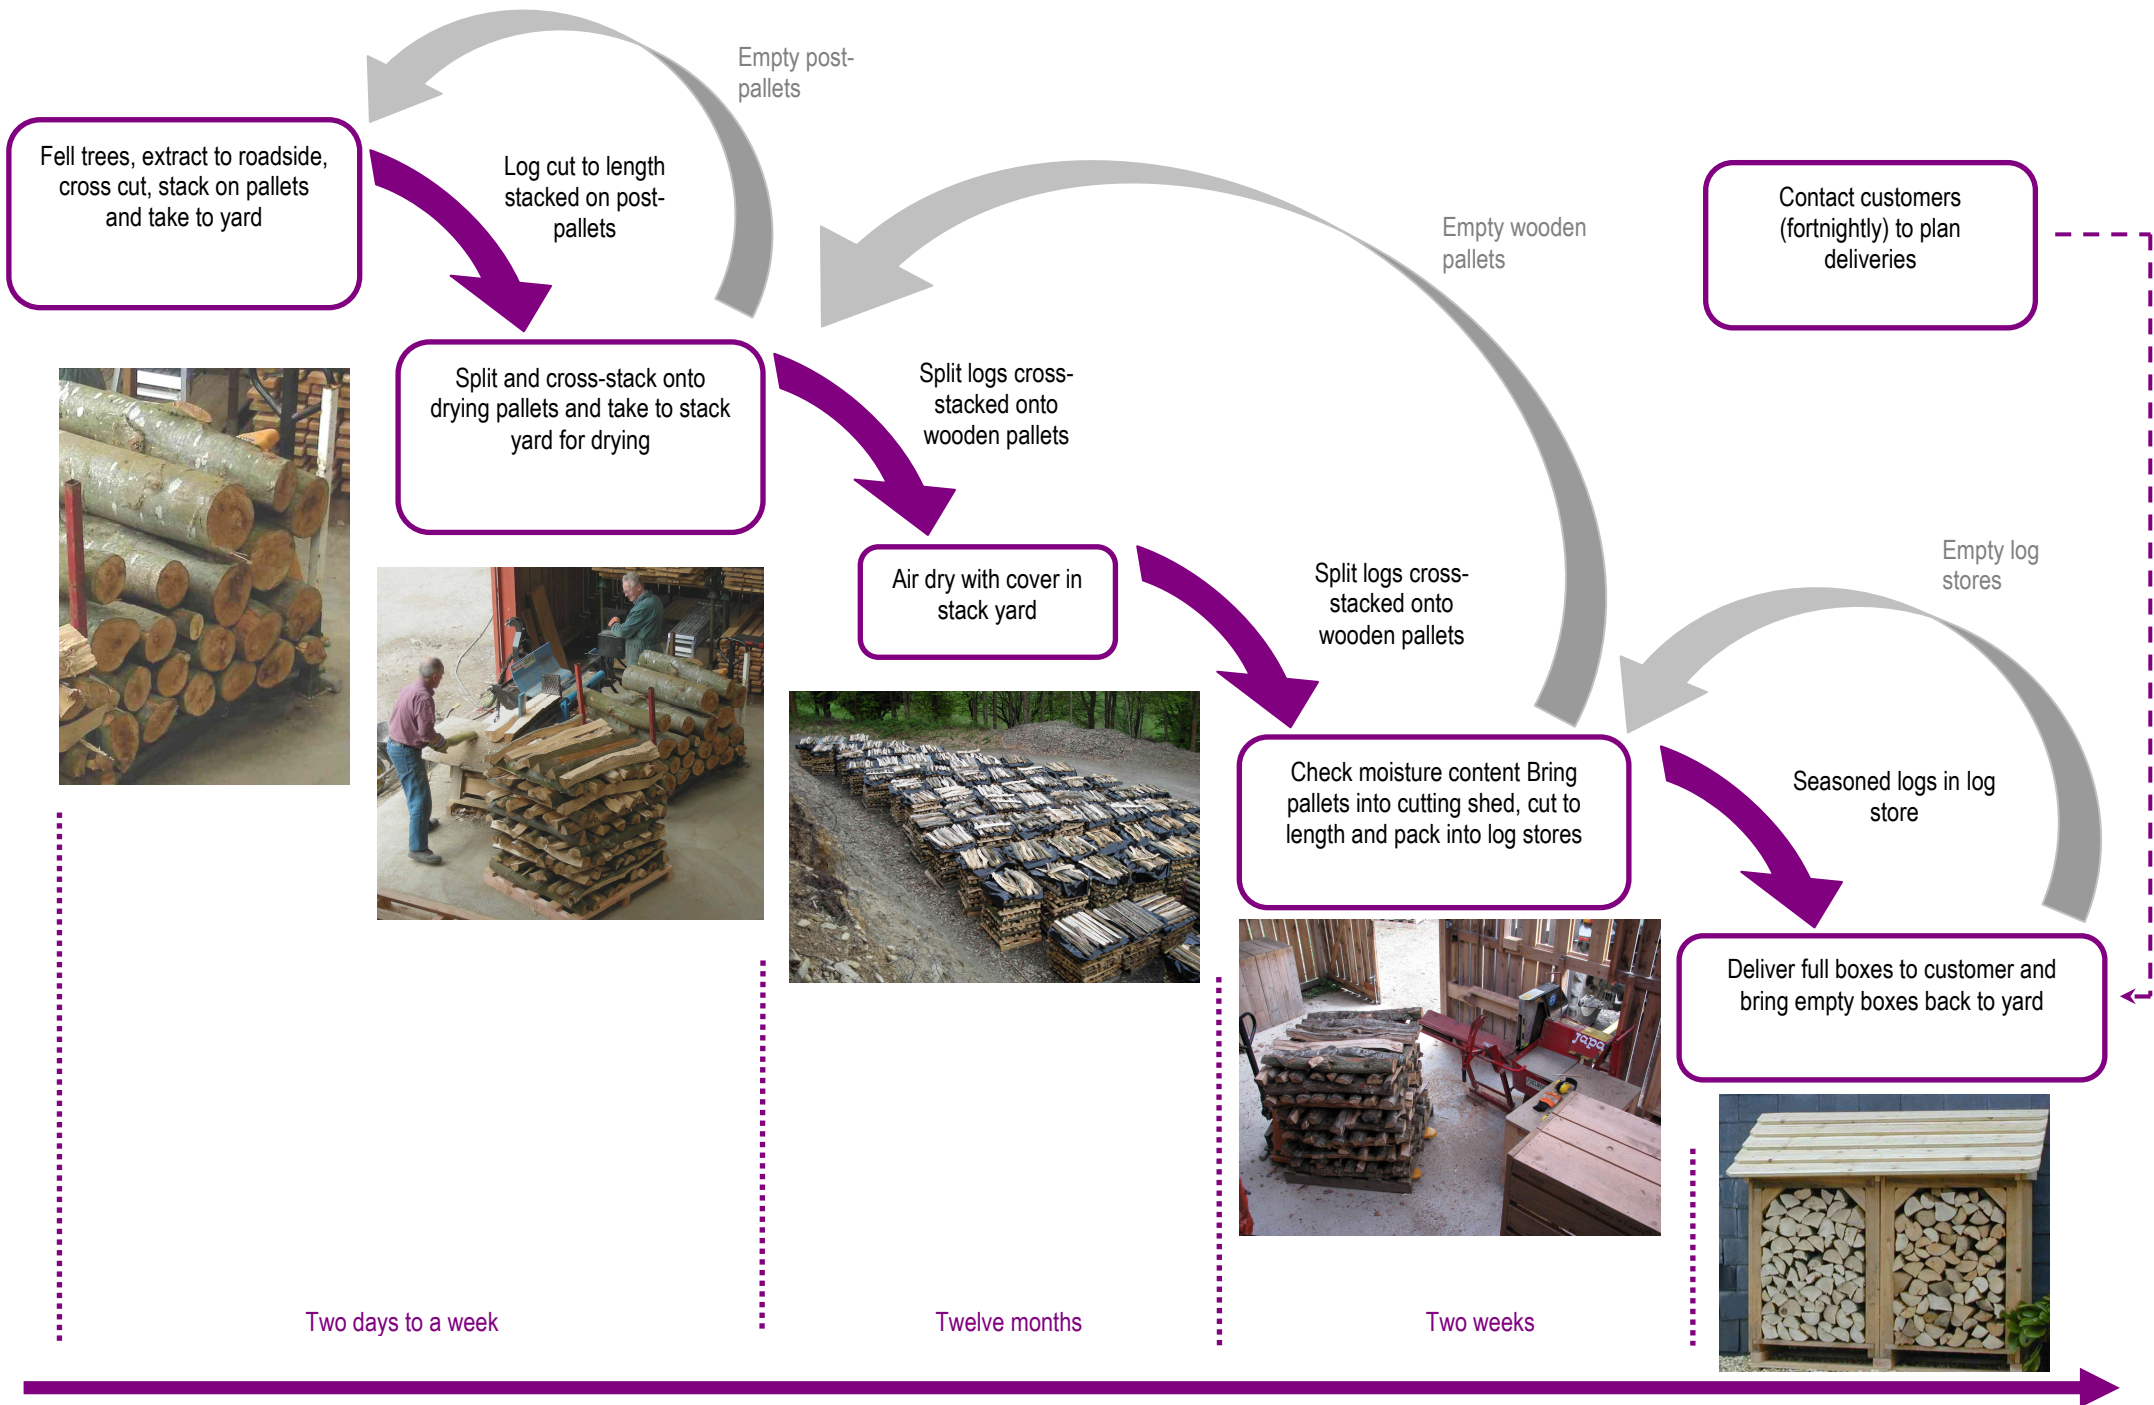 Empty post-
pallets
Fell trees, extract to roadside,
cross cut, stack on pallets
and take to yard
Log cut to length
stacked on post-
pallets
Empty wooden
pallets
Contact customers
(fortnightly) to plan
deliveries
Split and cross-stack onto
drying pallets and take to stack
yard for drying
Split logs cross-
stacked onto
wooden pallets
Air dry with cover in
stack yard
Split logs cross-
stacked onto
wooden pallets
Empty log
stores
Check moisture content Bring
pallets into cutting shed, cut to
length and pack into log stores
Seasoned logs in log
store
Deliver full boxes to customer and
bring empty boxes back to yard
Japa
Two days to a week
Twelve months
Two weeks